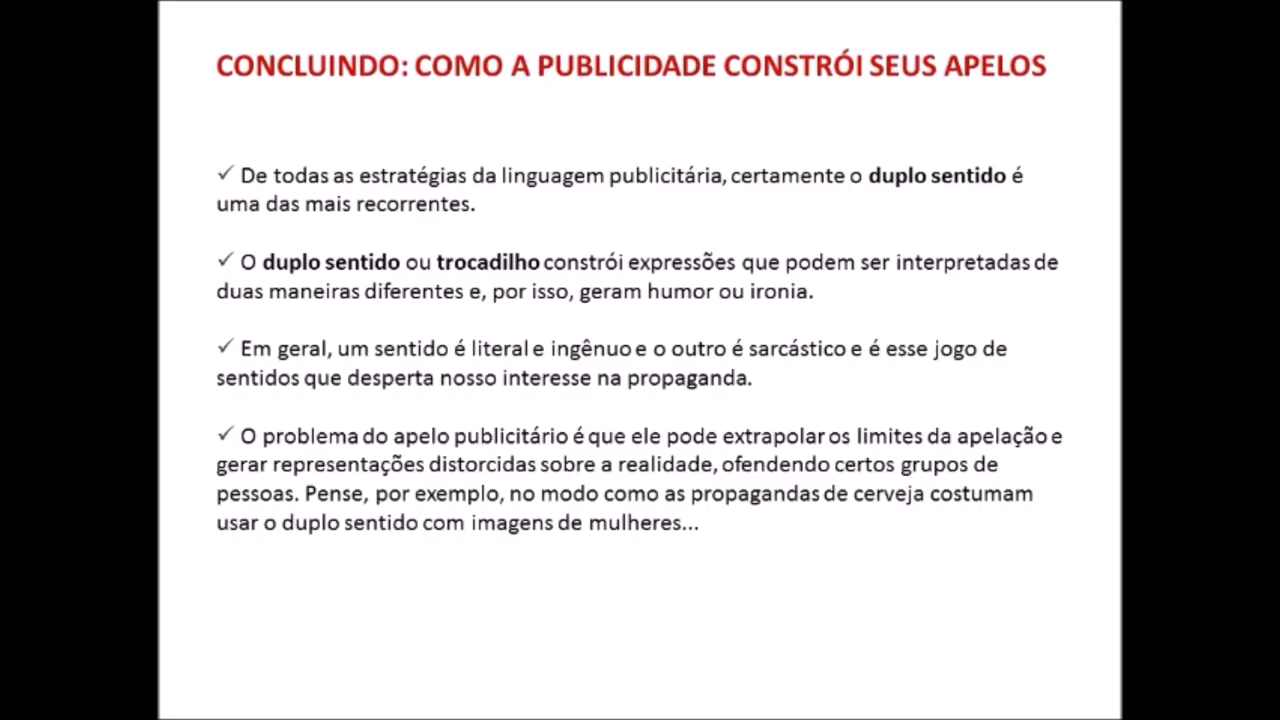 CONCLUINDO: COMO A PUBLICIDADE CONSTRÓI SEUS APELOS
✓ De todas as estratégias da linguagem publicitária, certamente o duplo sentido é
uma das mais recorrentes.
✓ O duplo sentido ou trocadilho constrói expressões que podem ser interpretadas de
duas maneiras diferentes e, por isso, geram humor ou ironia.
✓ Em geral, um sentido é literal e ingênuo e o outro é sarcástico e é esse jogo de
sentidos que desperta nosso interesse na propaganda.
✓ O problema do apelo publicitário é que ele pode extrapolar os limites da apelação e
gerar representações distorcidas sobre a realidade, ofendendo certos grupos de
pessoas. Pense, por exemplo, no modo como as propagandas de cerveja costumam
usar o duplo sentido com imagens de mulheres...